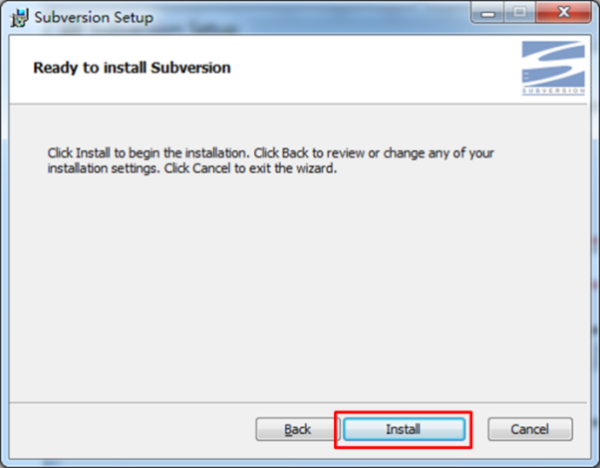 Subversion Setup
Ready to install Subversion
SUBVERSION
Click Install to begin the installation. Click Back to review or change any of your
installation settings. Click Cancel to exit the wizard.
Back
Install
Cancel